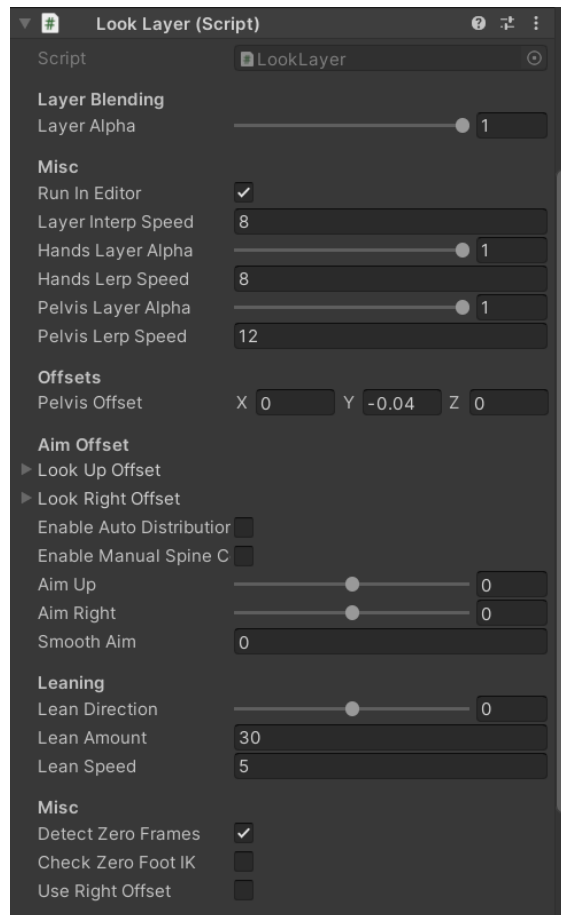 # Look Layer (Script)
Script # LookLayer
Layer Blending
Layer Alpha 1
Misc
Run In Editor
Layer Interp Speed 8
Hands Layer Alpha 1
Hands Lerp Speed 8
Pelvis Layer Alpha 1
Pelvis Lerp Speed 12
Offsets
Pelvis Offset X 0 Y -0.04 Z 0
Aim Offset
Look Up Offset
Look Right Offset
Enable Auto Distribution
Enable Manual Spine C
Aim Up 0
Aim Right 0
Smooth Aim 0
Leaning
Lean Direction 0
Lean Amount 30
Lean Speed 5
Misc
Detect Zero Frames
Check Zero Foot IK
Use Right Offset